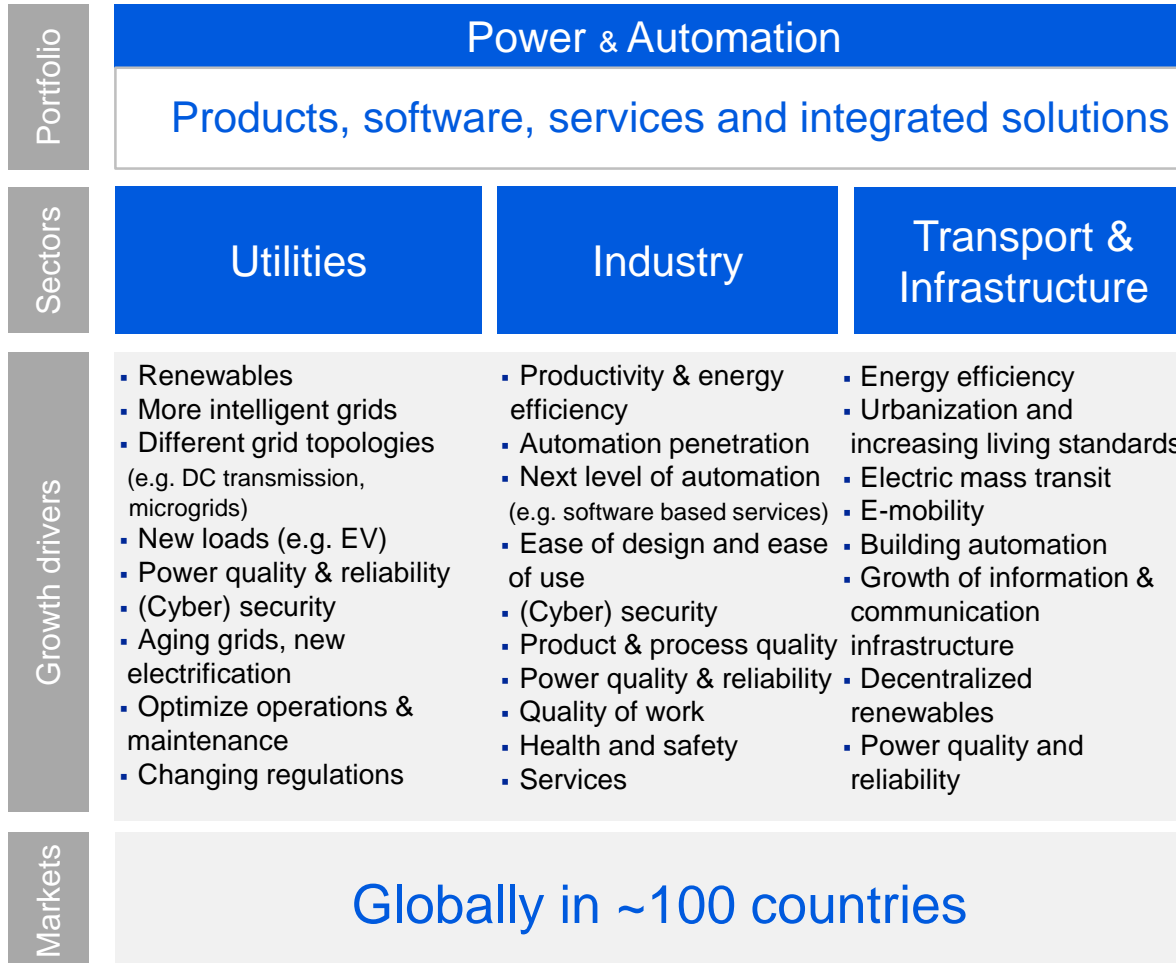 Portfolio
Power & Automation
Products, software, services and integrated solutions
Sectors
Utilities
Industry
Transport &
Infrastructure
Growth drivers
▪ Renewables
▪ More intelligent grids
▪ Different grid topologies
(e.g. DC transmission,
microgrids)
▪ New loads (e.g. EV)
▪ Power quality & reliability
▪ (Cyber) security
▪ Aging grids, new
electrification
▪ Optimize operations &
maintenance
▪ Changing regulations
▪ Productivity & energy
efficiency
▪ Automation penetration
▪ Next level of automation
(e.g. software based services)
▪ Ease of design and ease
of use
▪ (Cyber) security
▪ Product & process quality
▪ Power quality & reliability
▪ Quality of work
▪ Health and safety
▪ Services
▪ Energy efficiency
▪ Urbanization and
increasing living standards
▪ Electric mass transit
▪ E-mobility
▪ Building automation
▪ Growth of information &
communication
infrastructure
▪ Decentralized
renewables
▪ Power quality and
reliability
Markets
Globally in ~100 countries